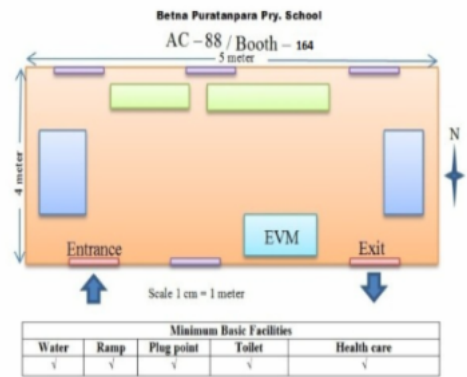 Betna Puratanpara Pry. School
AC – 88 / Booth – 164
5 meter
4 meter
N
EVM
Entrance
Exit
Scale 1 cm = 1 meter
Minimum Basic Facilities
Water Ramp Plug point Toilet Health care
√ √ √ √ √